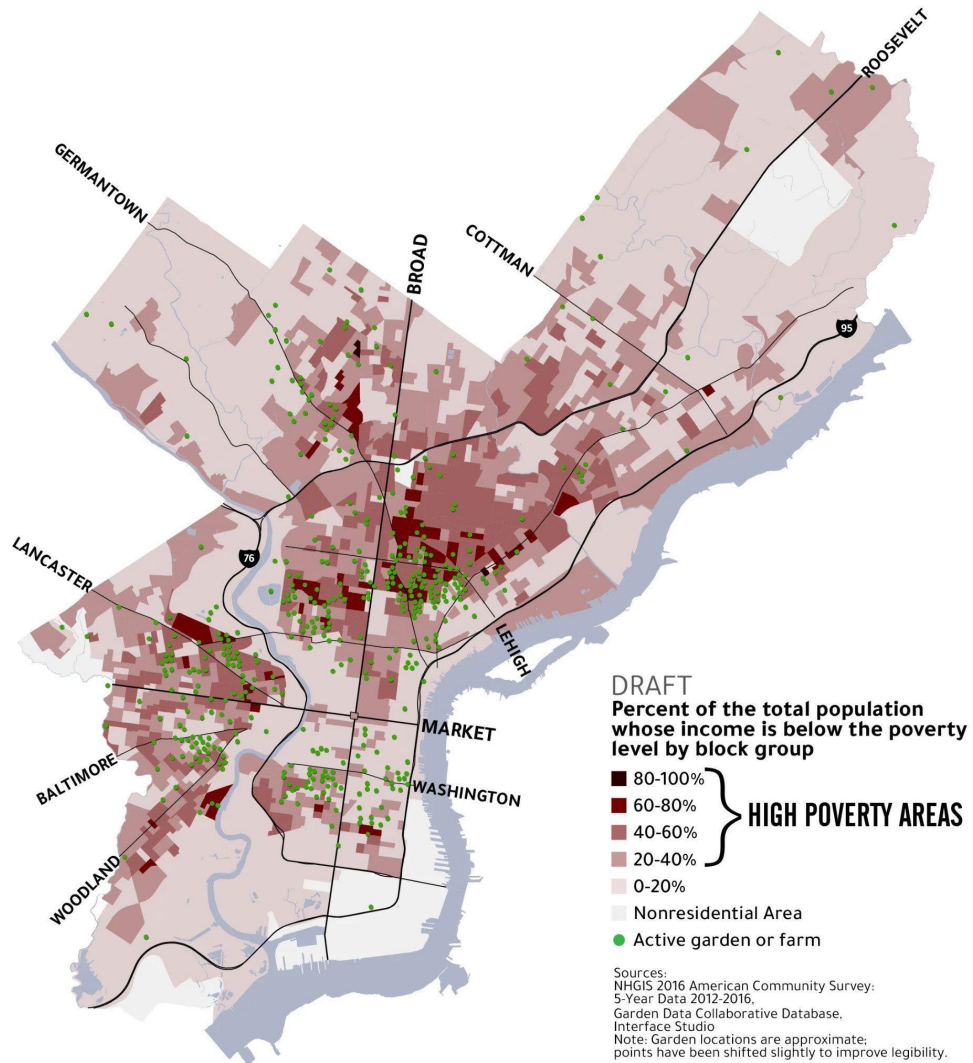 ROOSEVELT
GERMANTOWN
BROAD
COTTMAN
95
LANCASTER
76
LEHIGH
MARKET
BALTIMORE
WASHINGTON
WOODLAND
DRAFT
Percent of the total population
whose income is below the poverty
level by block group
80-100%
60-80%
40-60%
20-40%
HIGH POVERTY AREAS
0-20%
Nonresidential Area
Active garden or farm
Sources:
NHGIS 2016 American Community Survey:
5-Year Data 2012-2016,
Garden Data Collaborative Database,
Interface Studio
Note: Garden locations are approximate;
points have been shifted slightly to improve legibility.